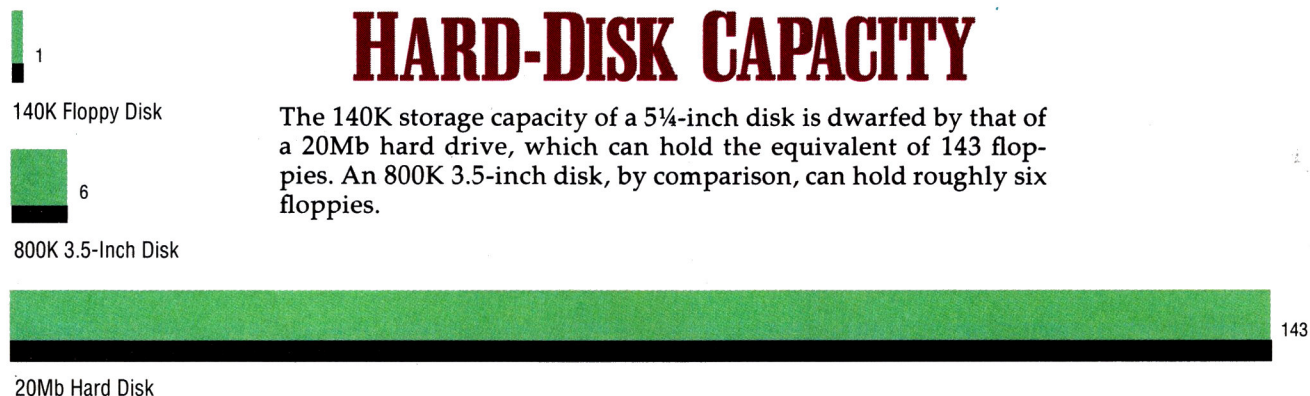 HARD-DISK CAPACITY
1
140K Floppy Disk
The 140K storage capacity of a 5¼-inch disk is dwarfed by that of
a 20Mb hard drive, which can hold the equivalent of 143 flop-
pies. An 800K 3.5-inch disk, by comparison, can hold roughly six
floppies.
6
800K 3.5-Inch Disk
143
20Mb Hard Disk